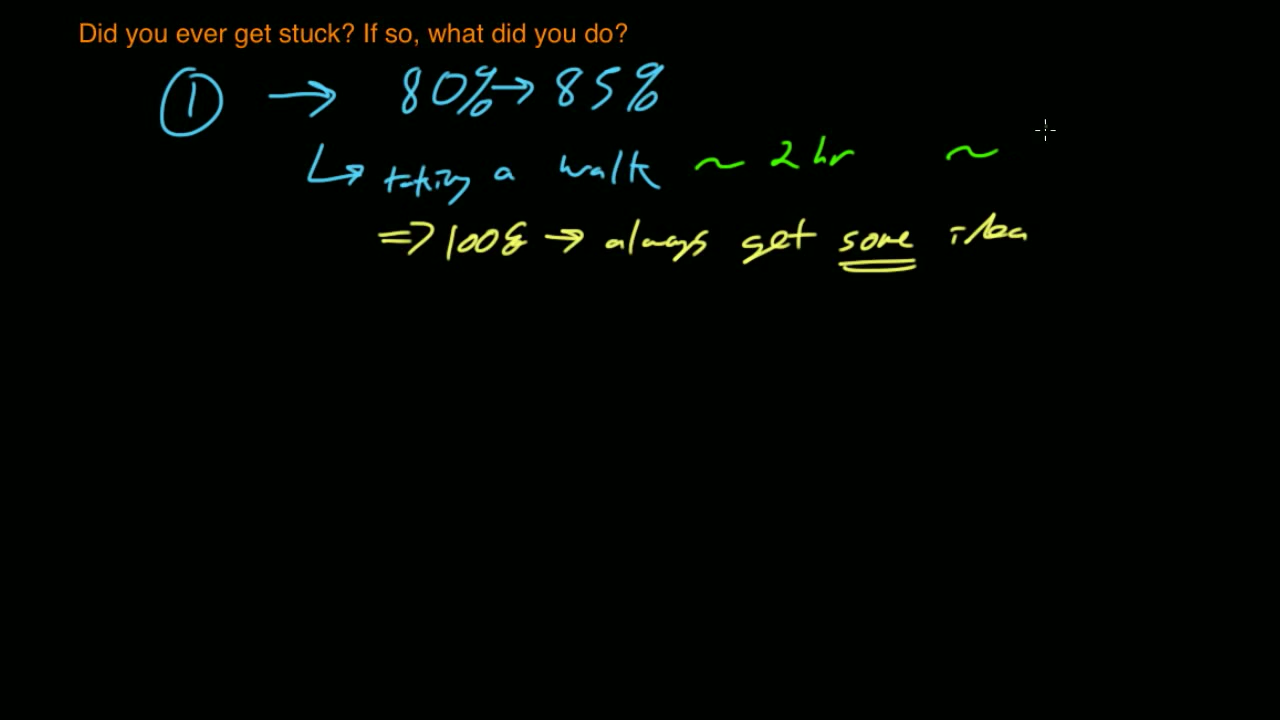 Did you ever get stuck? If so, what did you do?
① → 80% → 85%
↳ taking a walk ~ 2 hr ~
⇒ 100% → always get some idea